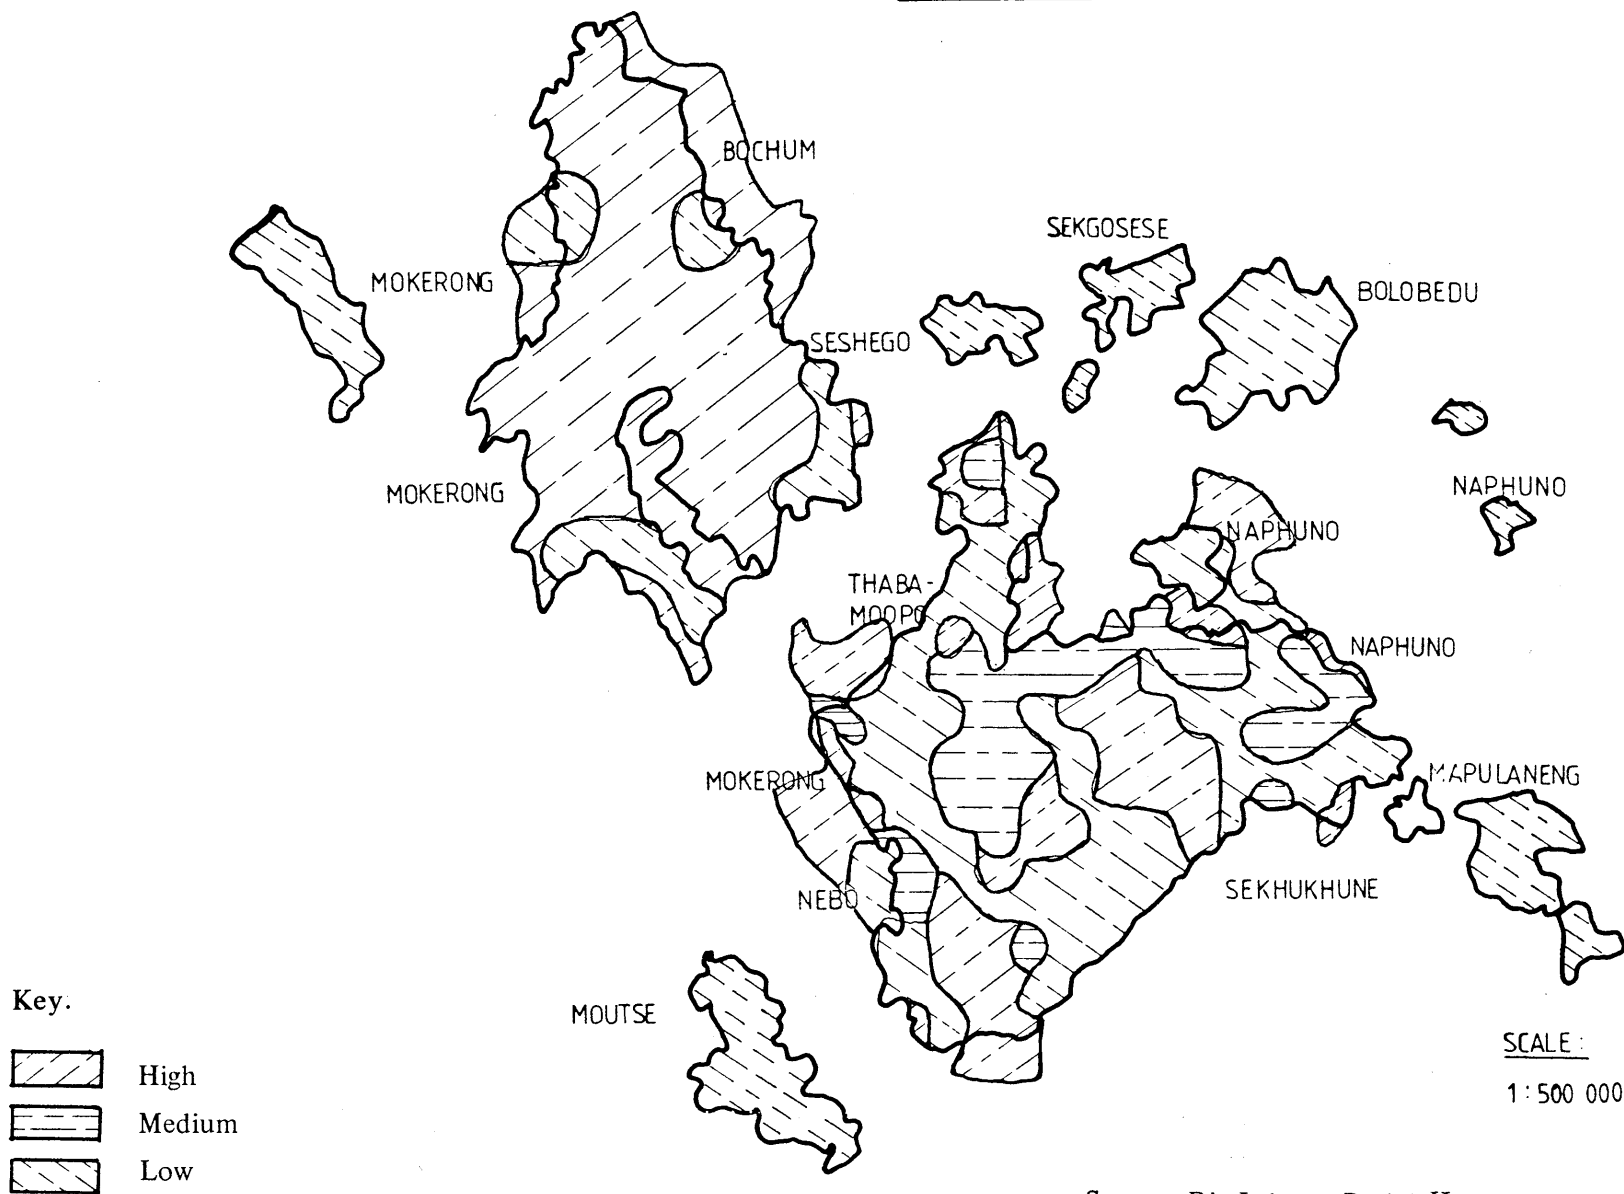 BOCHUM
SEKGOSESE
MOKERONG
BOLOBEDU
SESHEGO
MOKERONG
NAPHUNO
NAPHUNO
THABA-
MOOPO
NAPHUNO
MOKERONG
MAPULANENG
NEBO
SEKHUKHUNE
MOUTSE
Key.
High
Medium
Low
SCALE :
1 : 500 000